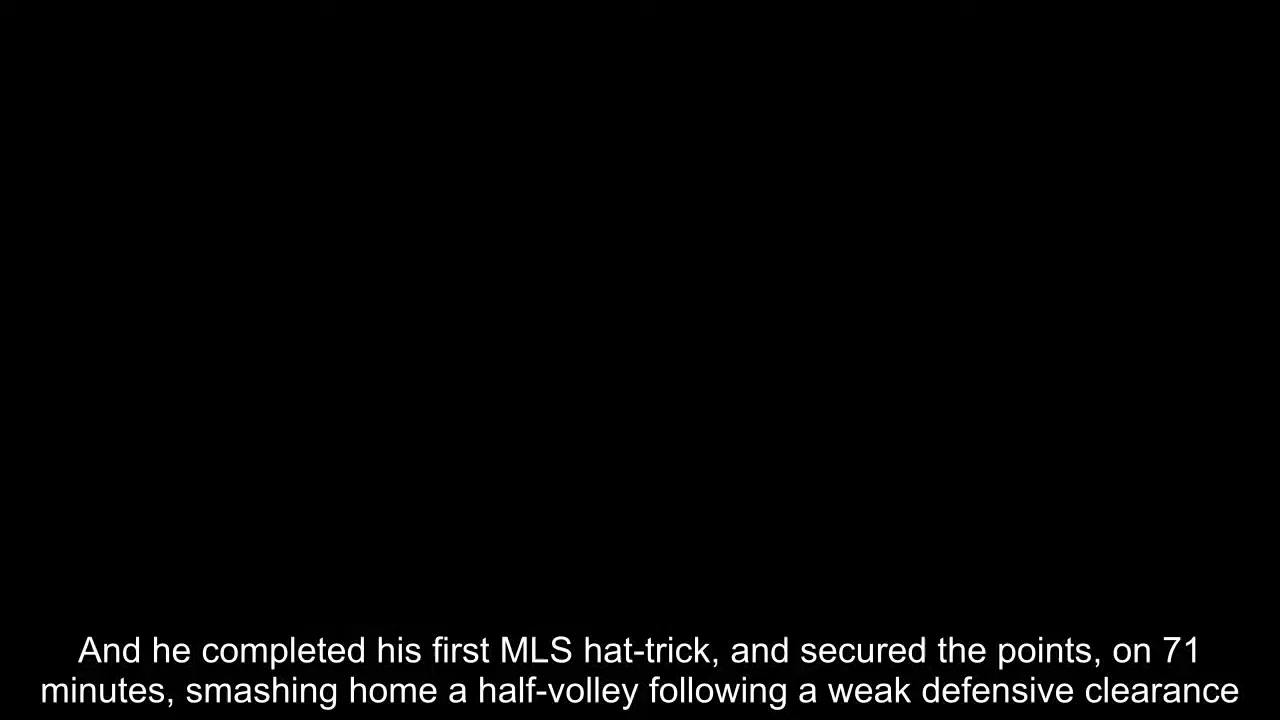 And he completed his first MLS hat-trick, and secured the points, on 71
minutes, smashing home a half-volley following a weak defensive clearance